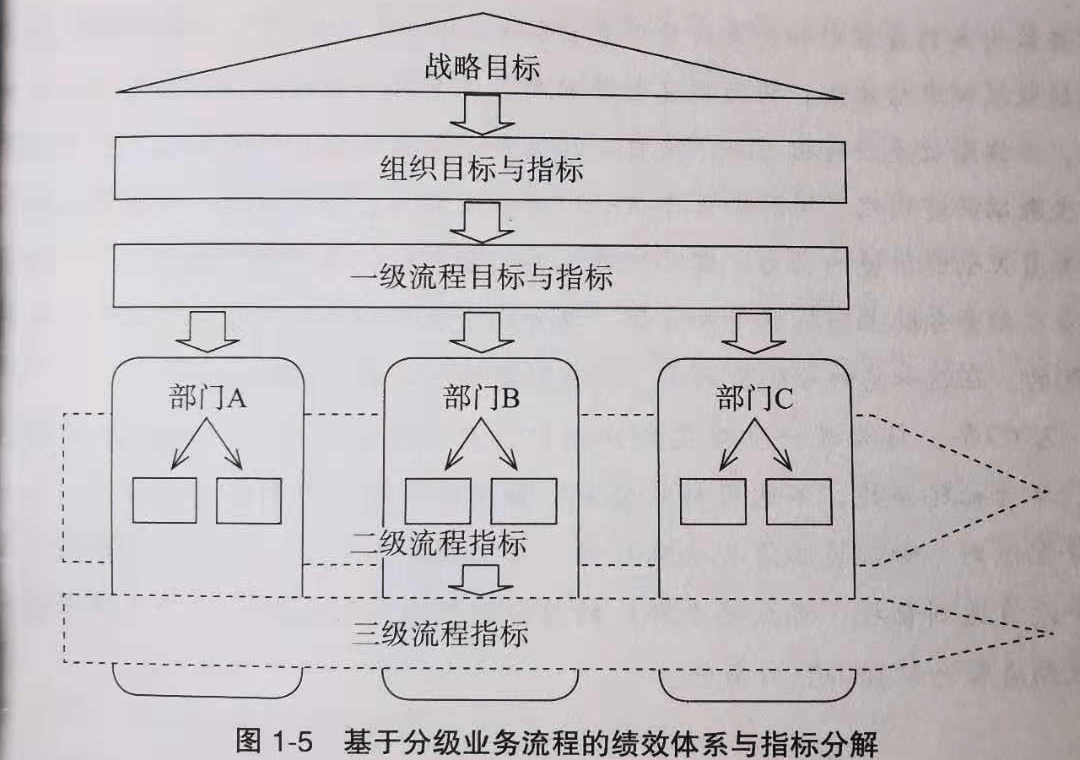 战略目标
组织目标与指标
一级流程目标与指标
部门A
部门B
部门C
二级流程指标
三级流程指标
图 1-5 基于分级业务流程的绩效体系与指标分解